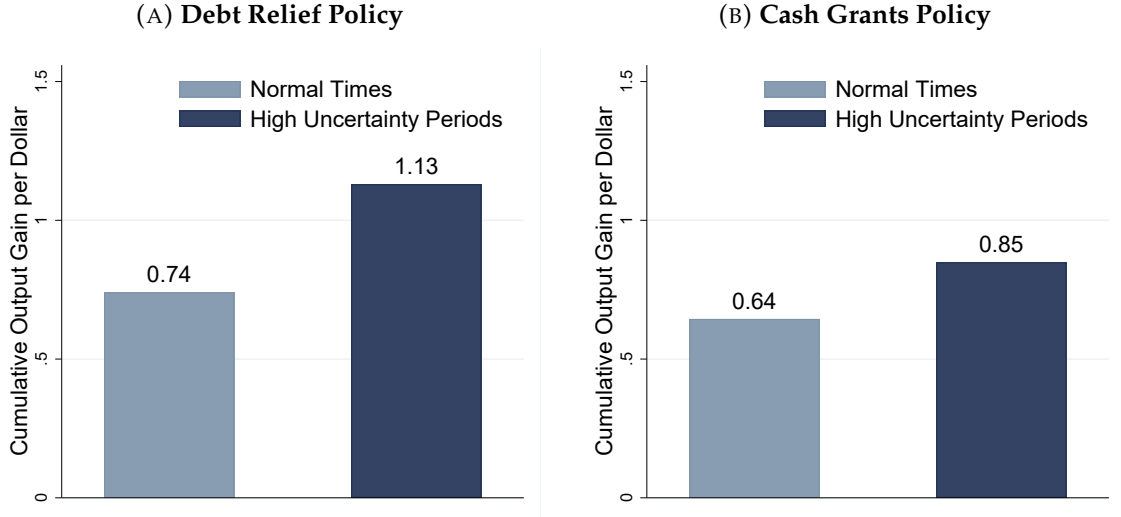 (A) Debt Relief Policy
Cumulative Output Gain per Dollar
1.5
1
.5
0
Normal Times
High Uncertainty Periods
0.74
1.13
(B) Cash Grants Policy
Cumulative Output Gain per Dollar
1.5
1
.5
0
Normal Times
High Uncertainty Periods
0.64
0.85